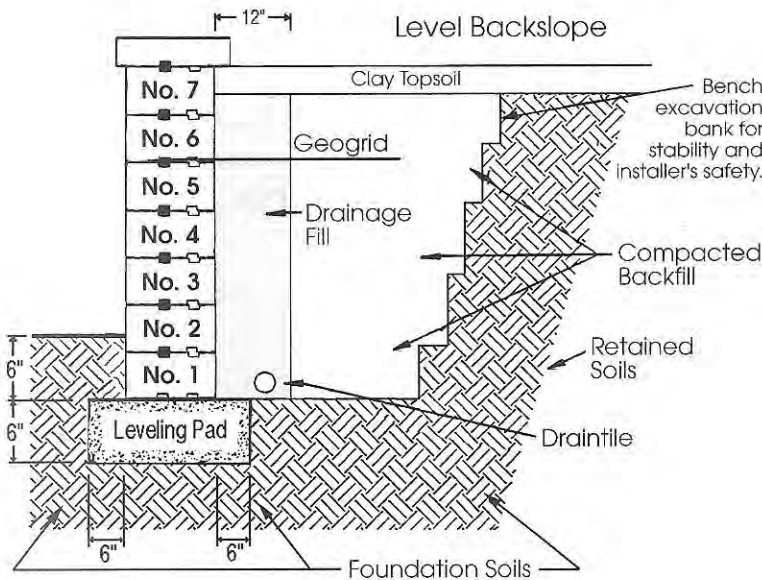 12"
Level Backslope
Clay Topsoil
No. 7
No. 6
No. 5
No. 4
No. 3
No. 2
No. 1
Geogrid
Drainage
Fill
Bench
excavation
bank for
stability and
installer's safety.
Compacted
Backfill
Retained
Soils
6"
6"
Leveling Pad
Draintile
6"
6"
Foundation Soils